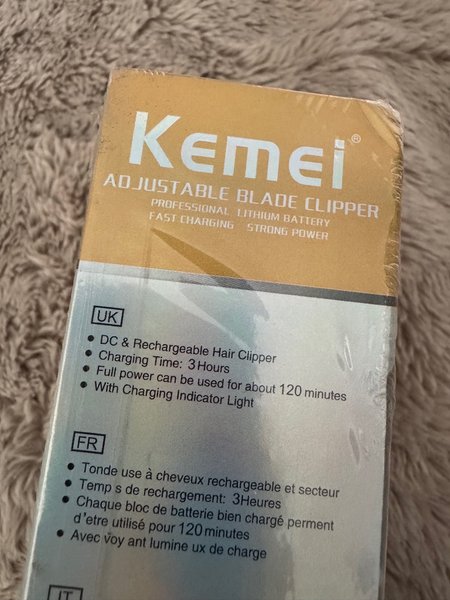 Kemei®
ADJUSTABLE BLADE CLIPPER
PROFESSIONAL LITHIUM BATTERY
FAST CHARGING STRONG POWER
UK
• DC & Rechargeable Hair Clipper
• Charging Time: 3 Hours
• Full power can be used for about 120 minutes
• With Charging Indicator Light
FR
• Tonde use à cheveux rechargeable et secteur
• Temp s de rechargement: 3Heures
• Chaque bloc de batterie bien chargé perment
d'etre utilisé pour 120 minutes
• Avec voy ant lumine ux de charge
IT